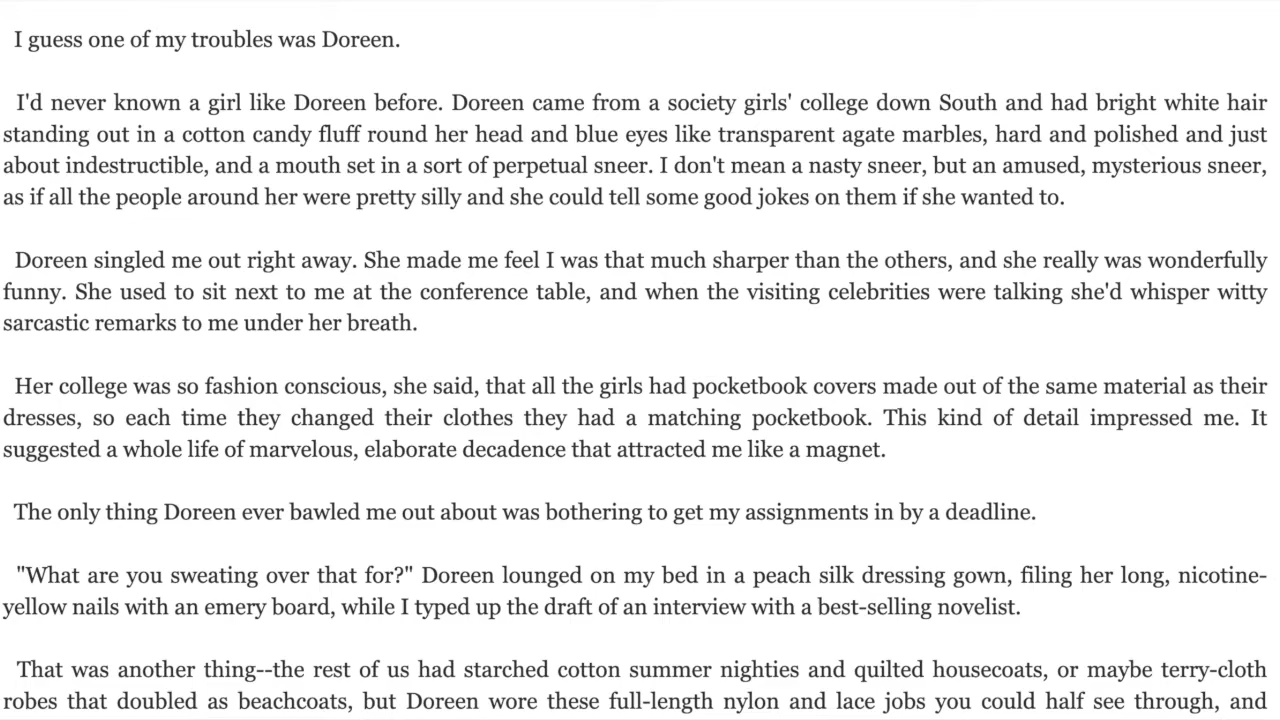 I guess one of my troubles was Doreen.
I'd never known a girl like Doreen before. Doreen came from a society girls' college down South and had bright white hair
standing out in a cotton candy fluff round her head and blue eyes like transparent agate marbles, hard and polished and just
about indestructible, and a mouth set in a sort of perpetual sneer. I don't mean a nasty sneer, but an amused, mysterious sneer,
as if all the people around her were pretty silly and she could tell some good jokes on them if she wanted to.
Doreen singled me out right away. She made me feel I was that much sharper than the others, and she really was wonderfully
funny. She used to sit next to me at the conference table, and when the visiting celebrities were talking she'd whisper witty
sarcastic remarks to me under her breath.
Her college was so fashion conscious, she said, that all the girls had pocketbook covers made out of the same material as their
dresses, so each time they changed their clothes they had a matching pocketbook. This kind of detail impressed me. It
suggested a whole life of marvelous, elaborate decadence that attracted me like a magnet.
The only thing Doreen ever bawled me out about was bothering to get my assignments in by a deadline.
"What are you sweating over that for?" Doreen lounged on my bed in a peach silk dressing gown, filing her long, nicotine-
yellow nails with an emery board, while I typed up the draft of an interview with a best-selling novelist.
That was another thing--the rest of us had starched cotton summer nighties and quilted housecoats, or maybe terry-cloth
robes that doubled as beachcoats, but Doreen wore these full-length nylon and lace jobs you could half see through, and